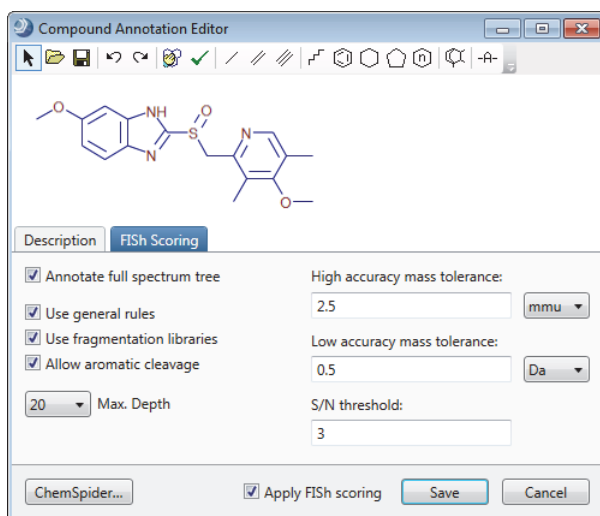 Compound Annotation Editor
n
-A-
O
NH
N
S
O
N
O
Description
FISh Scoring
Annotate full spectrum tree
Use general rules
Use fragmentation libraries
Allow aromatic cleavage
20
Max. Depth
High accuracy mass tolerance:
2.5
mmu
Low accuracy mass tolerance:
0.5
Da
S/N threshold:
3
ChemSpider...
Apply FISh scoring
Save
Cancel